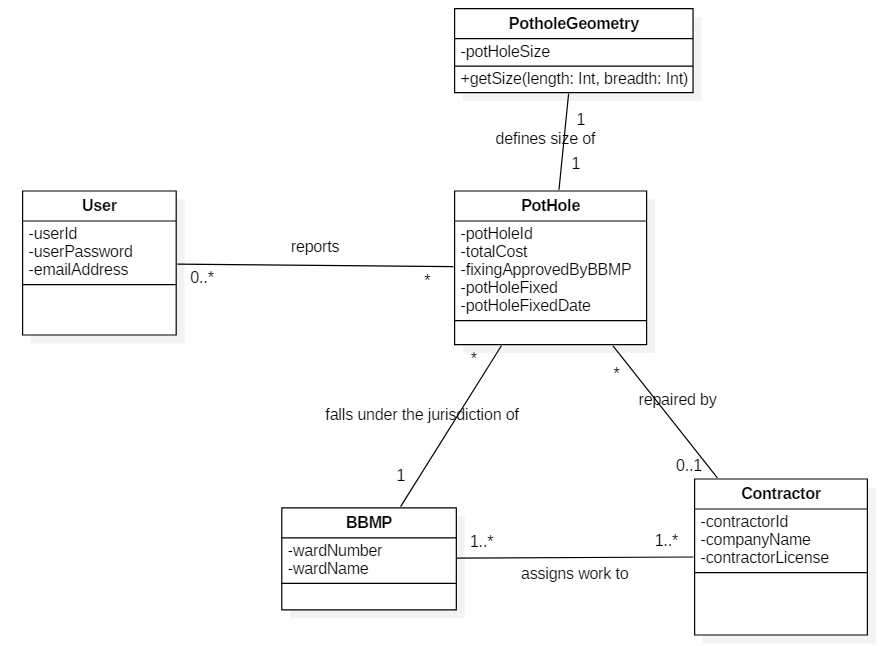 PotholeGeometry
-potHoleSize
+getSize(length: Int, breadth: Int)
1
defines size of
1
User
-userId
-userPassword
-emailAddress
reports
0..*
*
PotHole
-potHoleId
-totalCost
-fixingApprovedByBBMP
-potHoleFixed
-potHoleFixedDate
*
*
falls under the jurisdiction of
repaired by
1
0..1
BBMP
-wardNumber
-wardName
1..*
1..*
assigns work to
Contractor
-contractorId
-companyName
-contractorLicense